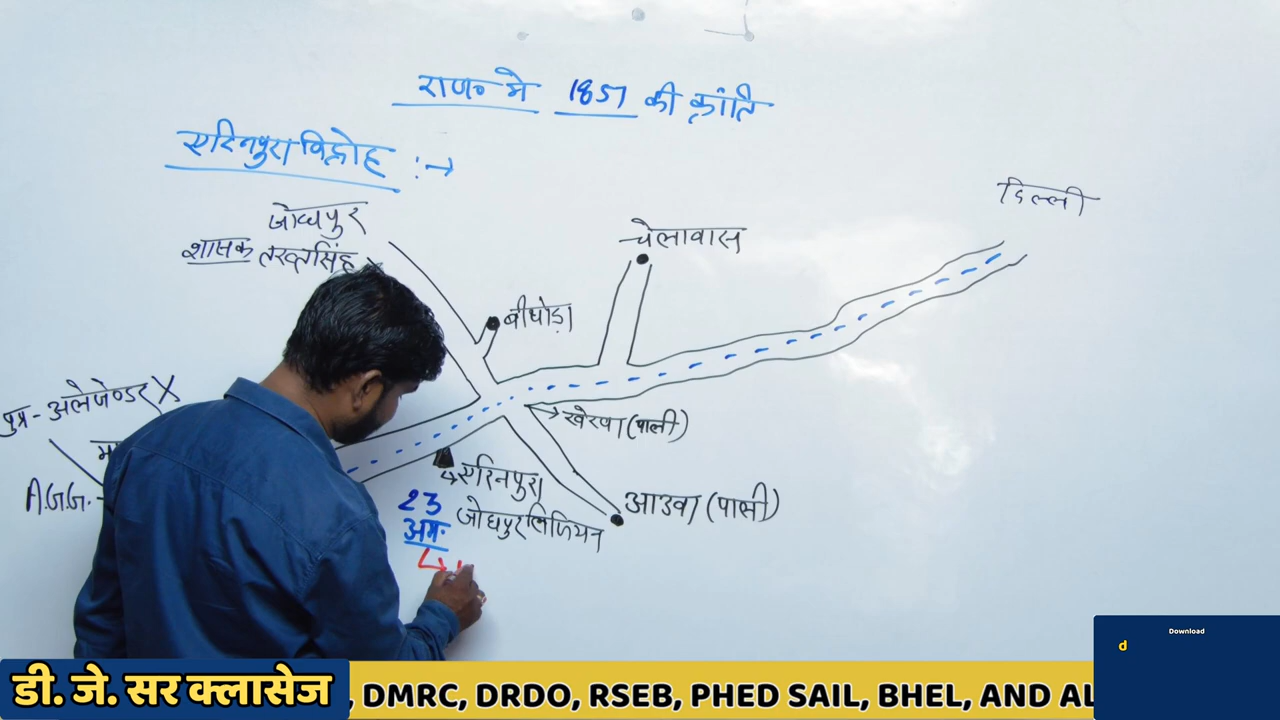 राज० मे 1857 की क्रांति
एरिनपुरा विद्रोह :→
जोधपुर
शासक तख्तसिंह
दिल्ली
चेलावास
बीथोड़ा
पुत्र - अलेजेण्डर X
A.G.G.
→ खेरवा (पाली)
एरिनपुरा
जोधपुर लिजियन
23
अग.
आउवा (पाली)
Download
d
डी. जे. सर क्लासेज
, DMRC, DRDO, RSEB, PHED SAIL, BHEL, AND AL